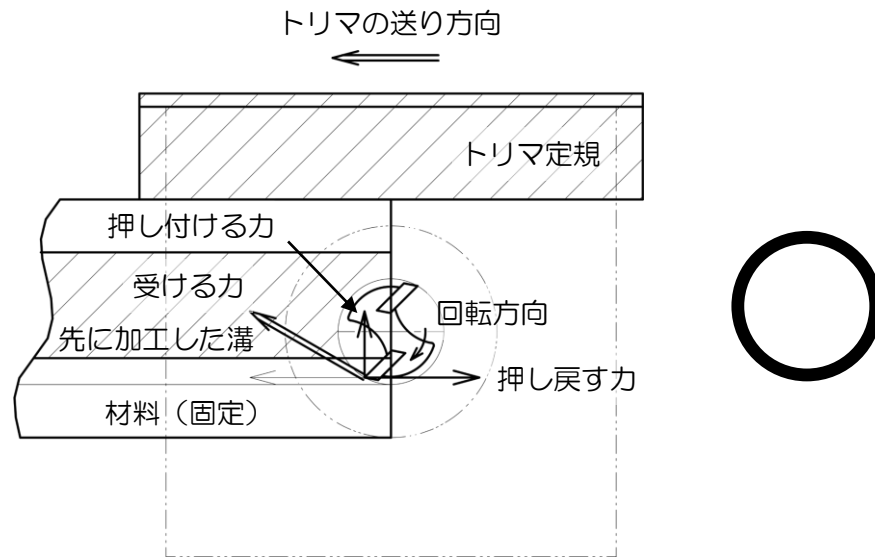 トリマの送り方向
トリマ定規
押し付ける力
受ける力
回転方向
先に加工した溝
押し戻す力
材料（固定）